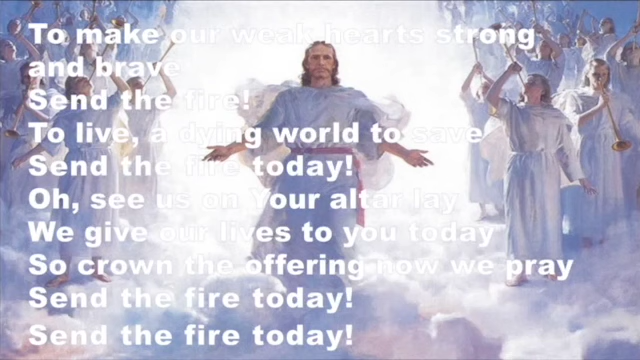 To make our weak hearts strong
and brave
Send the fire!
To live, a dying world to save
Send the fire today!
Oh, see us on Your altar lay
We give our lives to you today
So crown the offering now we pray
Send the fire today!
Send the fire today!